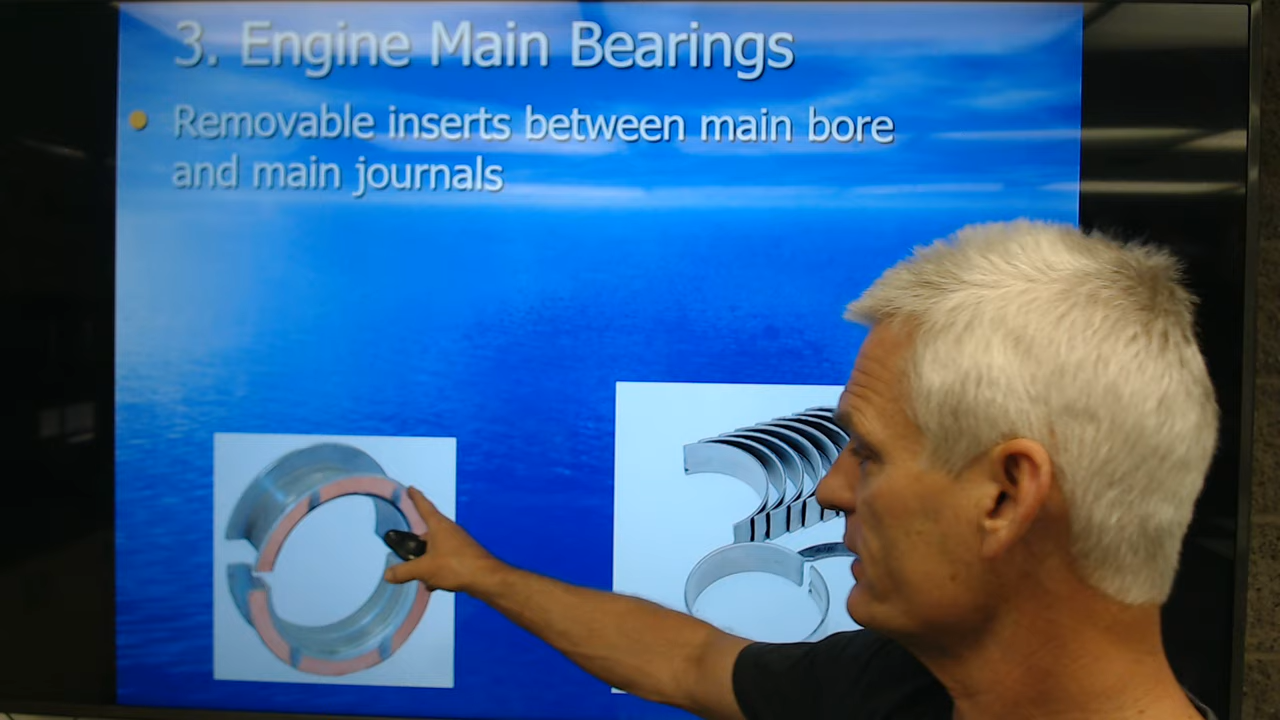 3. Engine Main Bearings
Removable inserts between main bore
and main journals